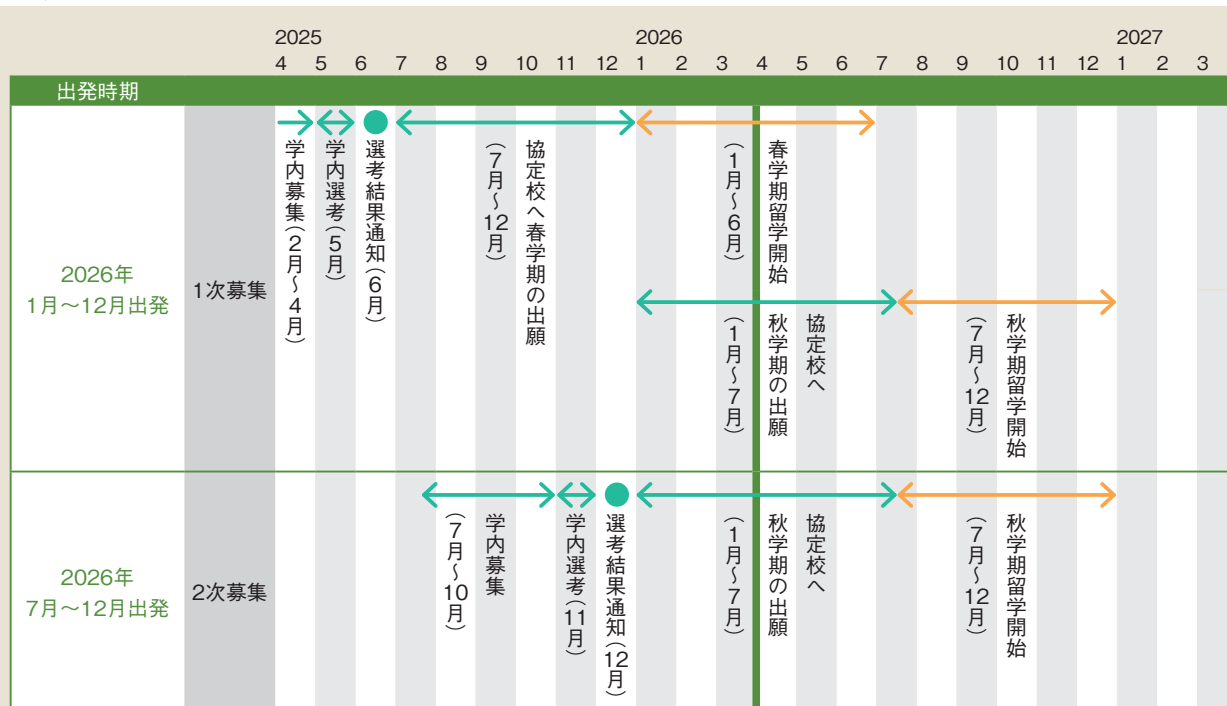 2025 2026 2027
4 5 6 7 8 9 10 11 12 1 2 3 4 5 6 7 8 9 10 11 12 1 2 3
出発時期
2026年
1月～12月出発
1次募集
学内募集（2月～4月）
学内選考（5月）
選考結果通知（6月）
協定校へ春学期の出願
（7月～12月）
春学期留学開始
（1月～6月）
協定校へ
秋学期の出願
（1月～7月）
秋学期留学開始
（7月～12月）
2026年
7月～12月出発
2次募集
学内募集
（7月～10月）
学内選考（11月）
選考結果通知（12月）
協定校へ
秋学期の出願
（1月～7月）
秋学期留学開始
（7月～12月）